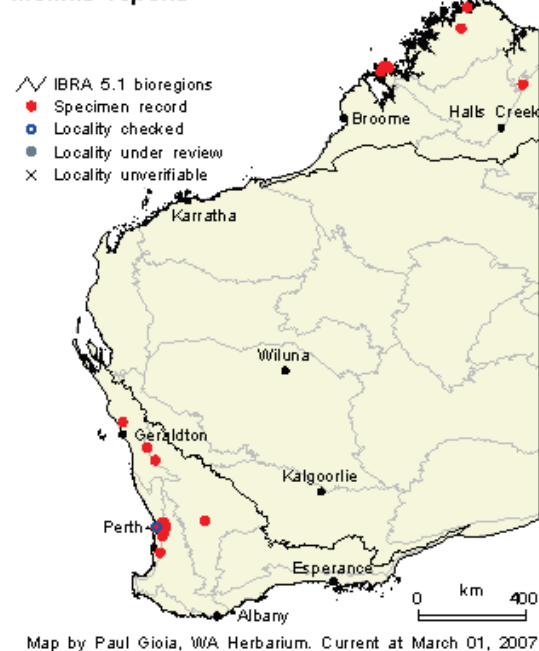 IBRA 5.1 bioregions
Specimen record
Locality checked
Locality under review
Locality unverifiable
Broome
Halls Creek
Karratha
Wiluna
Geraldton
Kalgoorlie
Perth
Esperance
Albany
km
0 400
Map by Paul Gioia, WA Herbarium. Current at March 01, 2007